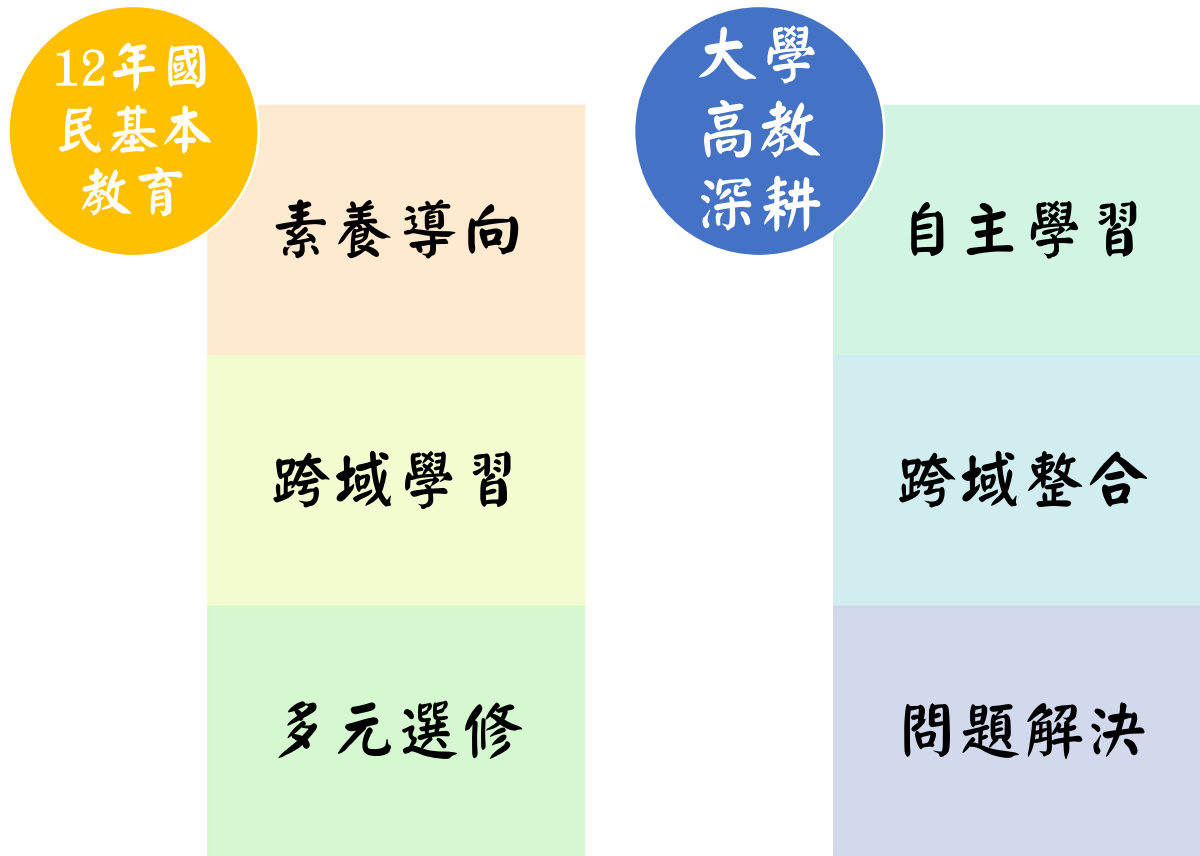 12年國
民基本
教育
素養導向
跨域學習
多元選修
大學
高教
深耕
自主學習
跨域整合
問題解決